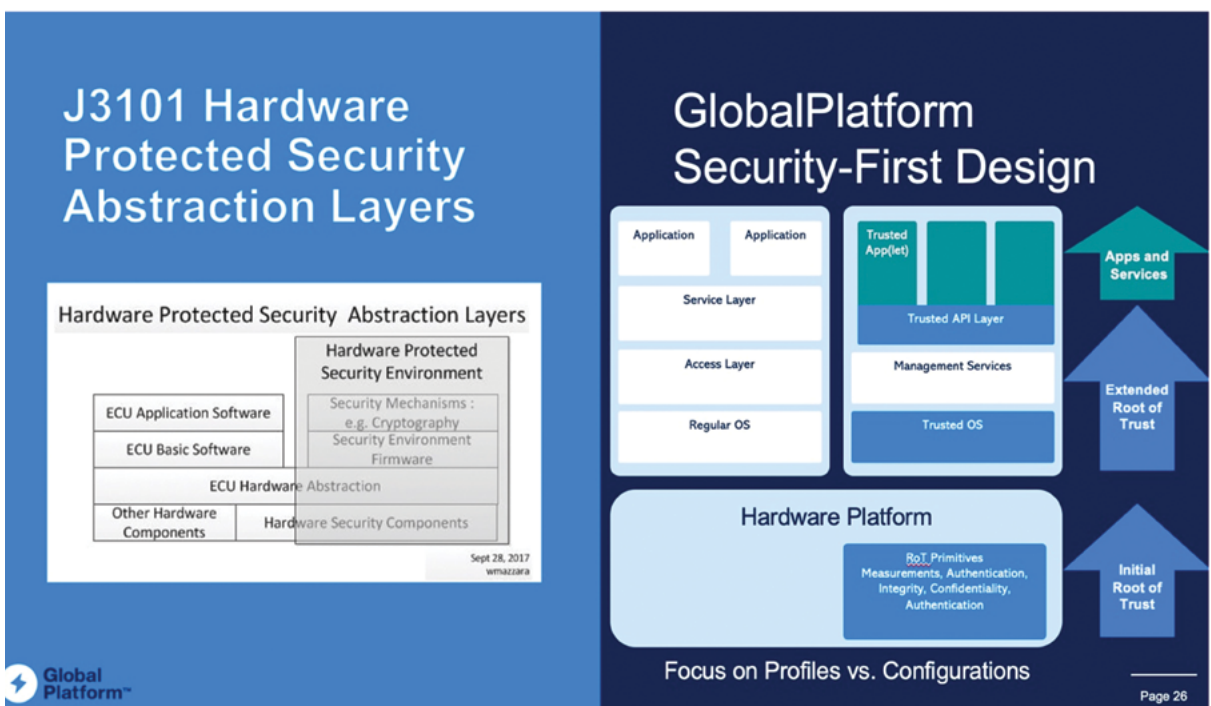 J3101 Hardware
Protected Security
Abstraction Layers
Hardware Protected Security Abstraction Layers
Hardware Protected
Security Environment
ECU Application Software
Security Mechanisms :
e.g. Cryptography
ECU Basic Software
Security Environment
Firmware
ECU Hardware Abstraction
Other Hardware
Components
Hardware Security Components
Sept 28, 2017
wmazzara
Global
Platform™
GlobalPlatform
Security-First Design
Application
Application
Service Layer
Access Layer
Regular OS
Trusted
App(let)
Trusted API Layer
Management Services
Trusted OS
Apps and
Services
Extended
Root of
Trust
Hardware Platform
RoT Primitives
Measurements, Authentication,
Integrity, Confidentiality,
Authentication
Initial
Root of
Trust
Focus on Profiles vs. Configurations
Page 26